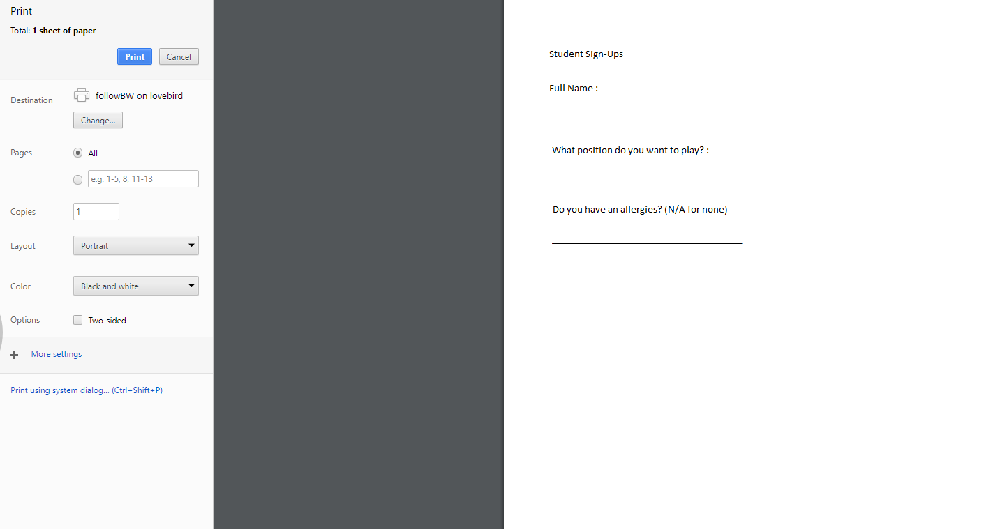 Print
Total: 1 sheet of paper
Print Cancel
Destination followBW on lovebird
Change...
Pages All
e.g. 1-5, 8, 11-13
Copies 1
Layout Portrait
Color Black and white
Options Two-sided
More settings
Print using system dialog... (Ctrl+Shift+P)
Student Sign-Ups
Full Name :
What position do you want to play? :
Do you have an allergies? (N/A for none)